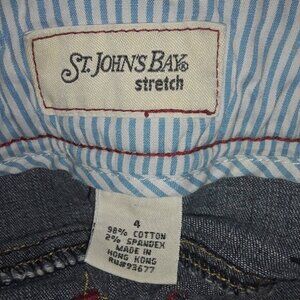 ST. JOHN'S BAY®
stretch
4
98% COTTON
2% SPANDEX
MADE IN
HONG KONG
RN#93677